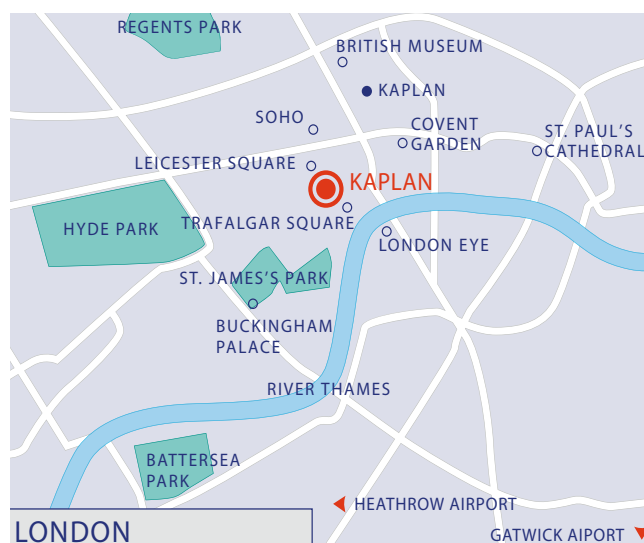 REGENTS PARK
BRITISH MUSEUM
KAPLAN
SOHO
COVENT
GARDEN
ST. PAUL'S
CATHEDRAL
LEICESTER SQUARE
KAPLAN
TRAFALGAR SQUARE
HYDE PARK
LONDON EYE
ST. JAMES'S PARK
BUCKINGHAM
PALACE
RIVER THAMES
BATTERSEA
PARK
HEATHROW AIRPORT
LONDON
GATWICK AIPORT